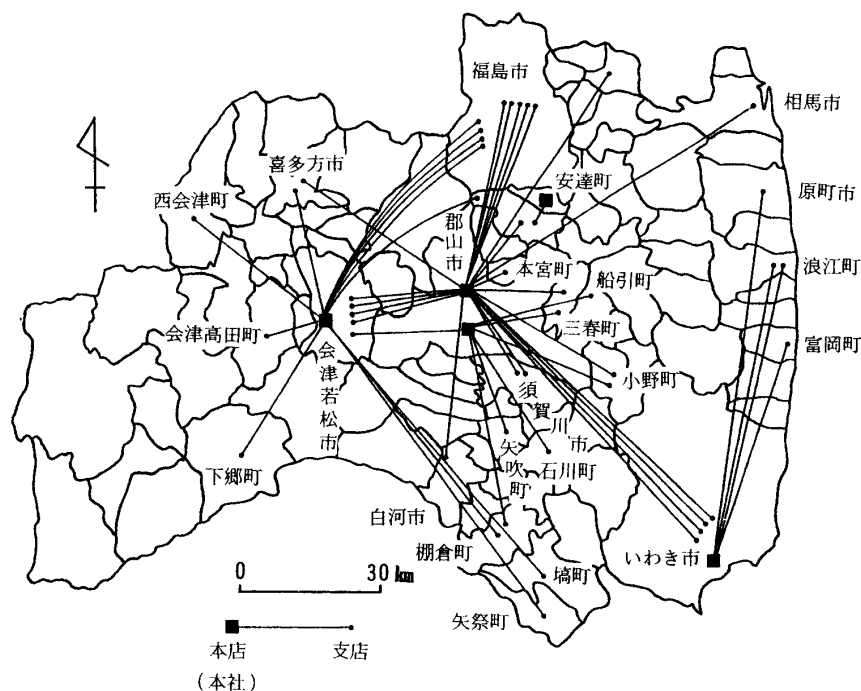 福島市
相馬市
喜多方市
安達町
原町市
西会津町
郡山市
本宮町
船引町
浪江町
三春町
会津高田町
富岡町
会津若松市
小野町
須賀川市
矢吹町
石川町
下郷町
白河市
いわき市
棚倉町
0 30 km
塙町
矢祭町
本店 支店
(本社)